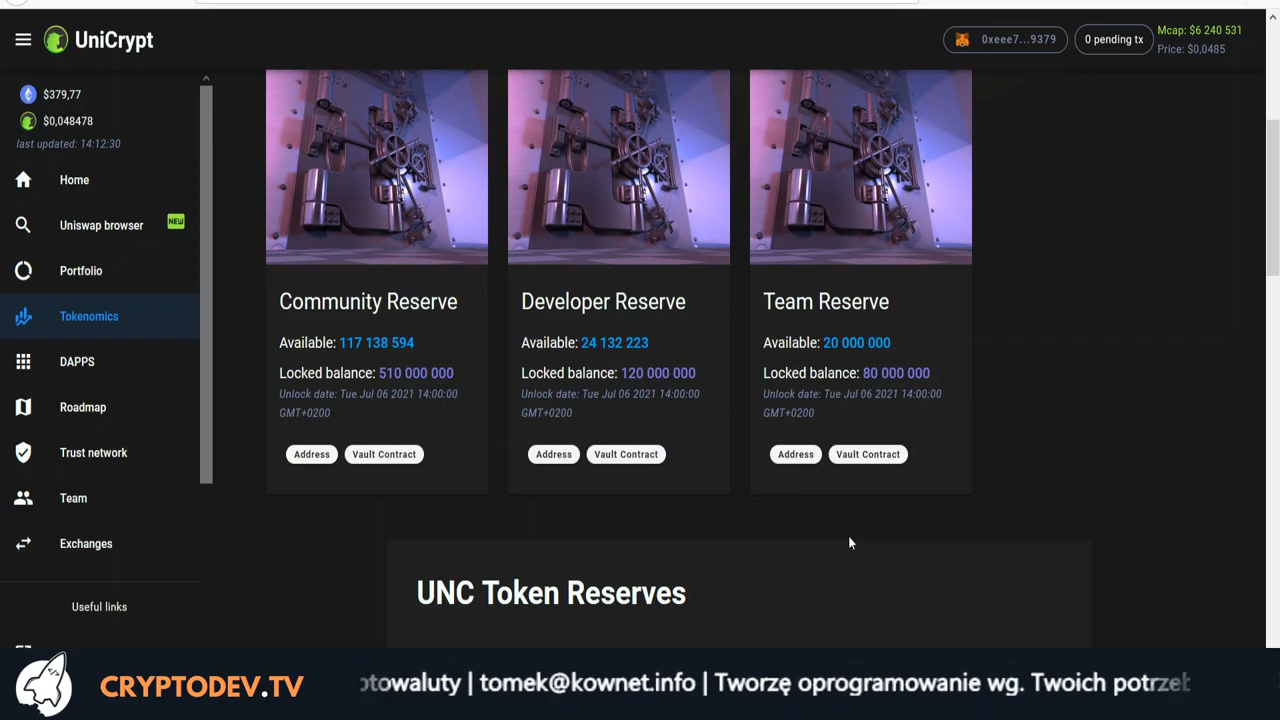 UniCrypt
0xeee7...9379
0 pending tx
Mcap: $6 240 531
Price: $0,0485
$379,77
$0,048478
last updated: 14:12:30
Home
Uniswap browser
NEW
Portfolio
Tokenomics
DAPPS
Roadmap
Trust network
Team
Exchanges
Useful links
Community Reserve
Available: 117 138 594
Locked balance: 510 000 000
Unlock date: Tue Jul 06 2021 14:00:00
GMT+0200
Address
Vault Contract
Developer Reserve
Available: 24 132 223
Locked balance: 120 000 000
Unlock date: Tue Jul 06 2021 14:00:00
GMT+0200
Address
Vault Contract
Team Reserve
Available: 20 000 000
Locked balance: 80 000 000
Unlock date: Tue Jul 06 2021 14:00:00
GMT+0200
Address
Vault Contract
UNC Token Reserves
CRYPTODEV.TV
ptowaluty | tomek@kownet.info | Tworzę oprogramowanie wg. Twoich potrzeb